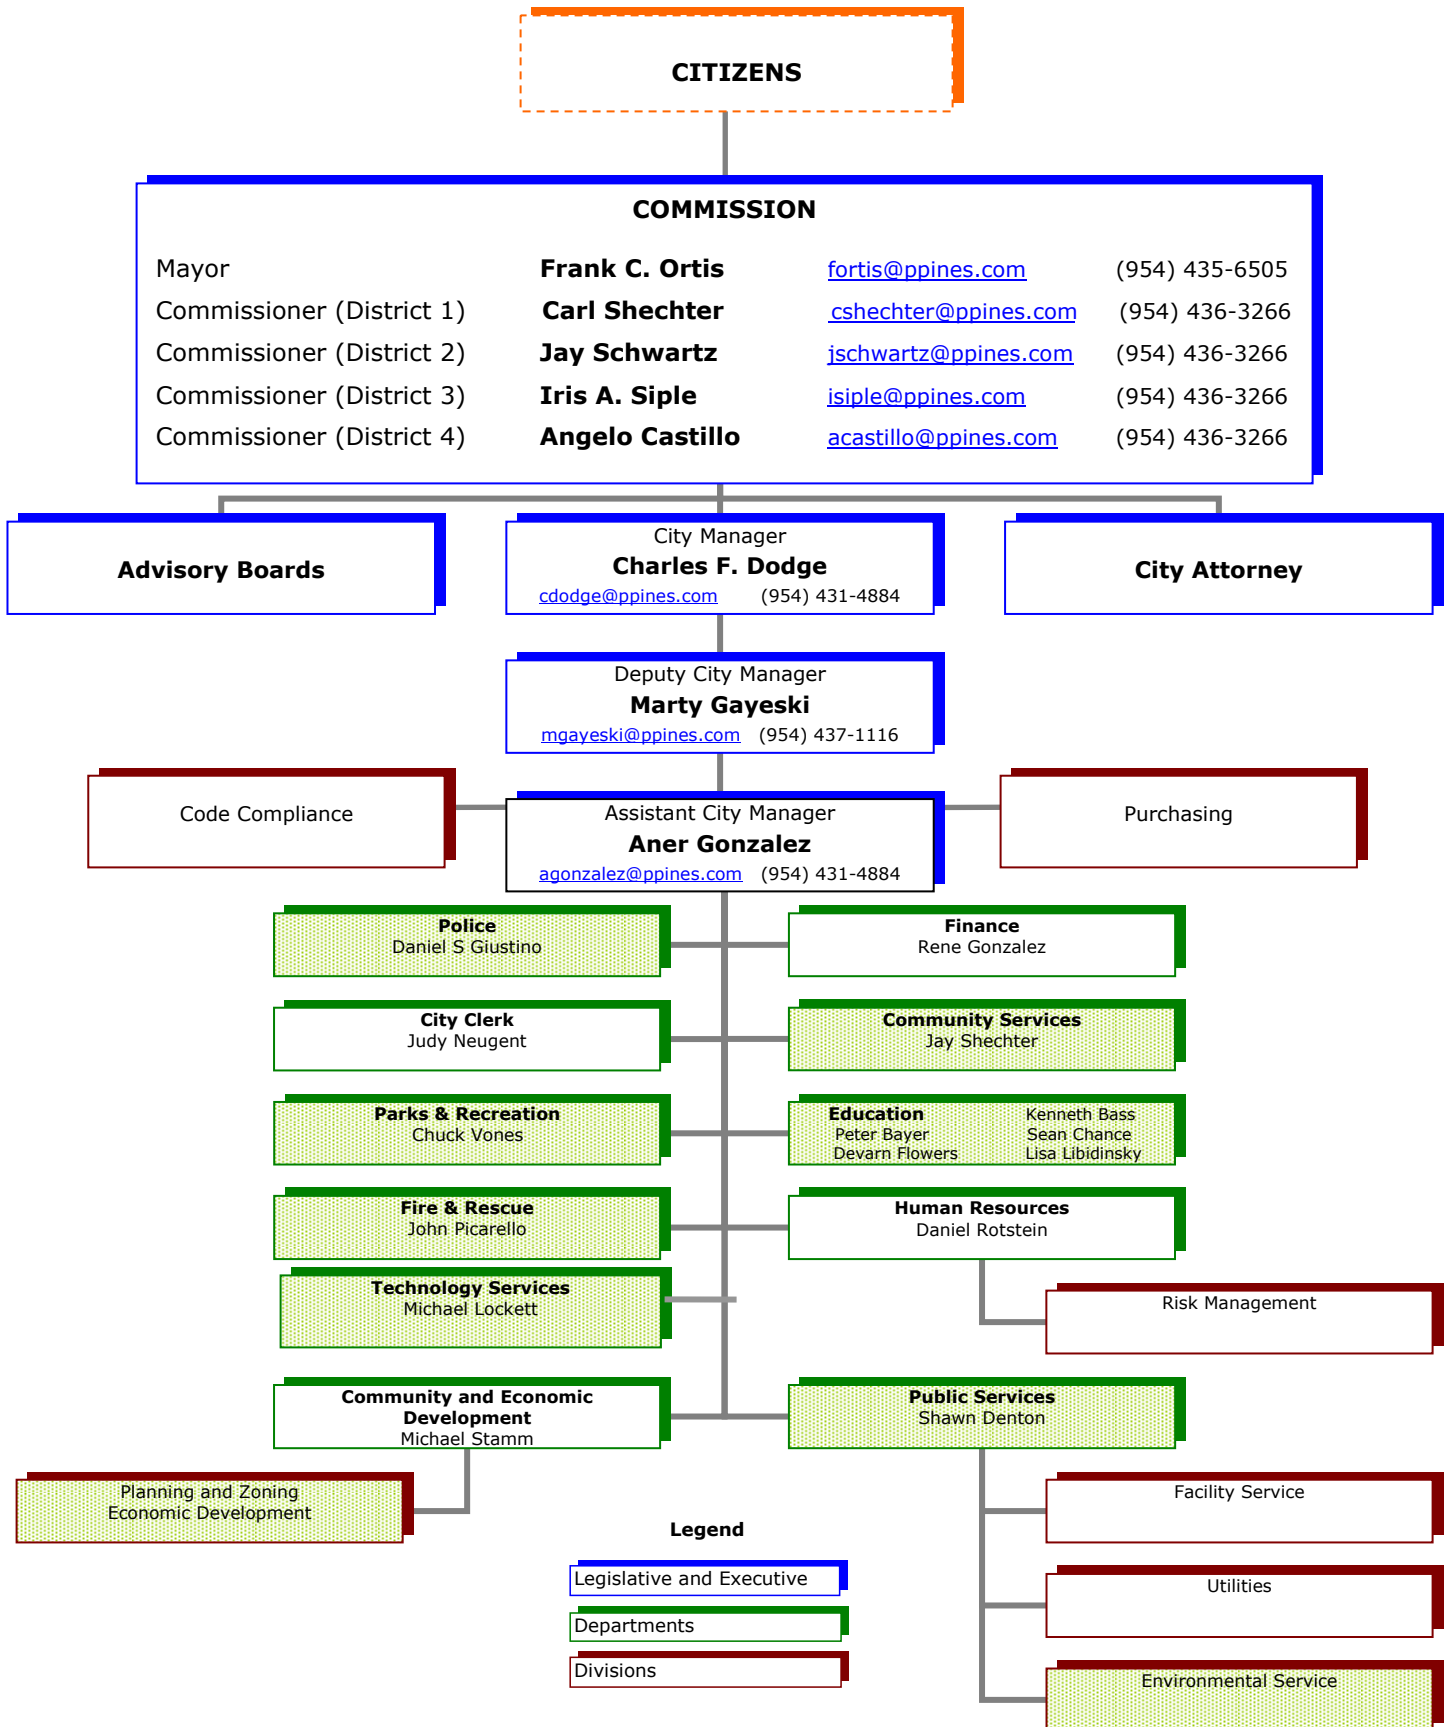 CITIZENS
COMMISSION
Mayor Frank C. Ortis fortis@ppines.com (954) 435-6505
Commissioner (District 1) Carl Shechter cshechter@ppines.com (954) 436-3266
Commissioner (District 2) Jay Schwartz jschwartz@ppines.com (954) 436-3266
Commissioner (District 3) Iris A. Siple isiple@ppines.com (954) 436-3266
Commissioner (District 4) Angelo Castillo acastillo@ppines.com (954) 436-3266
Advisory Boards
City Manager
Charles F. Dodge
cdodge@ppines.com (954) 431-4884
City Attorney
Deputy City Manager
Marty Gayeski
mgayeski@ppines.com (954) 437-1116
Code Compliance
Assistant City Manager
Aner Gonzalez
agonzalez@ppines.com (954) 431-4884
Purchasing
Police
Daniel S Giustino
Finance
Rene Gonzalez
City Clerk
Judy Neugent
Community Services
Jay Shechter
Parks & Recreation
Chuck Vones
Education Kenneth Bass
Peter Bayer Sean Chance
Devarn Flowers Lisa Libidinsky
Fire & Rescue
John Picarello
Human Resources
Daniel Rotstein
Technology Services
Michael Lockett
Risk Management
Community and Economic
Development
Michael Stamm
Public Services
Shawn Denton
Planning and Zoning
Economic Development
Facility Service
Legend
Legislative and Executive
Utilities
Departments
Divisions
Environmental Service